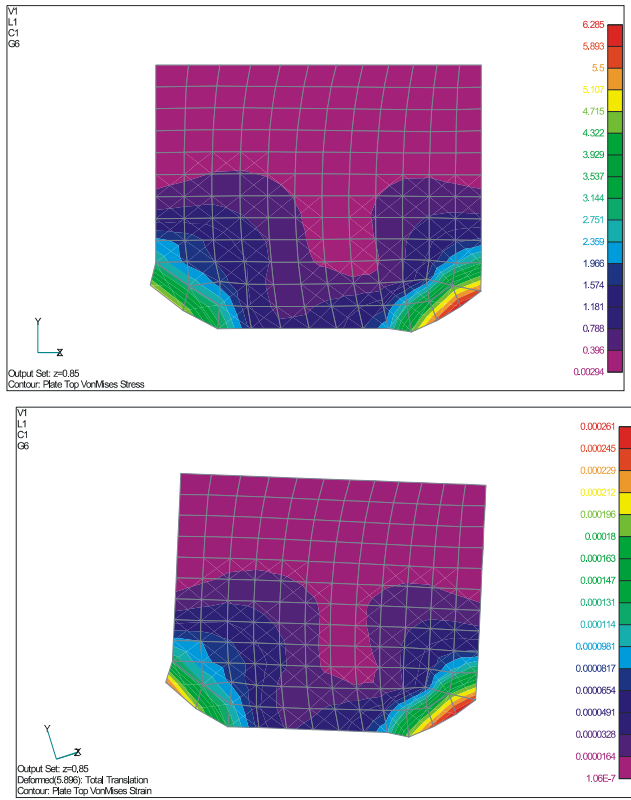 V1
L1
C1
G6
6.285
5.893
5.5
5.107
4.715
4.322
3.929
3.537
3.144
2.751
2.359
1.966
1.574
1.181
0.788
0.396
0.00294
Y
Z
Output Set: z=0.85
Contour: Plate Top VonMises Stress
V1
L1
C1
G6
0.000261
0.000245
0.000229
0.000212
0.000196
0.00018
0.000163
0.000147
0.000131
0.000114
0.0000981
0.0000817
0.0000654
0.0000491
0.0000328
0.0000164
1.06E-7
Y
Z
Output Set: z=0,85
Deformed(5.896): Total Translation
Contour: Plate Top VonMises Strain